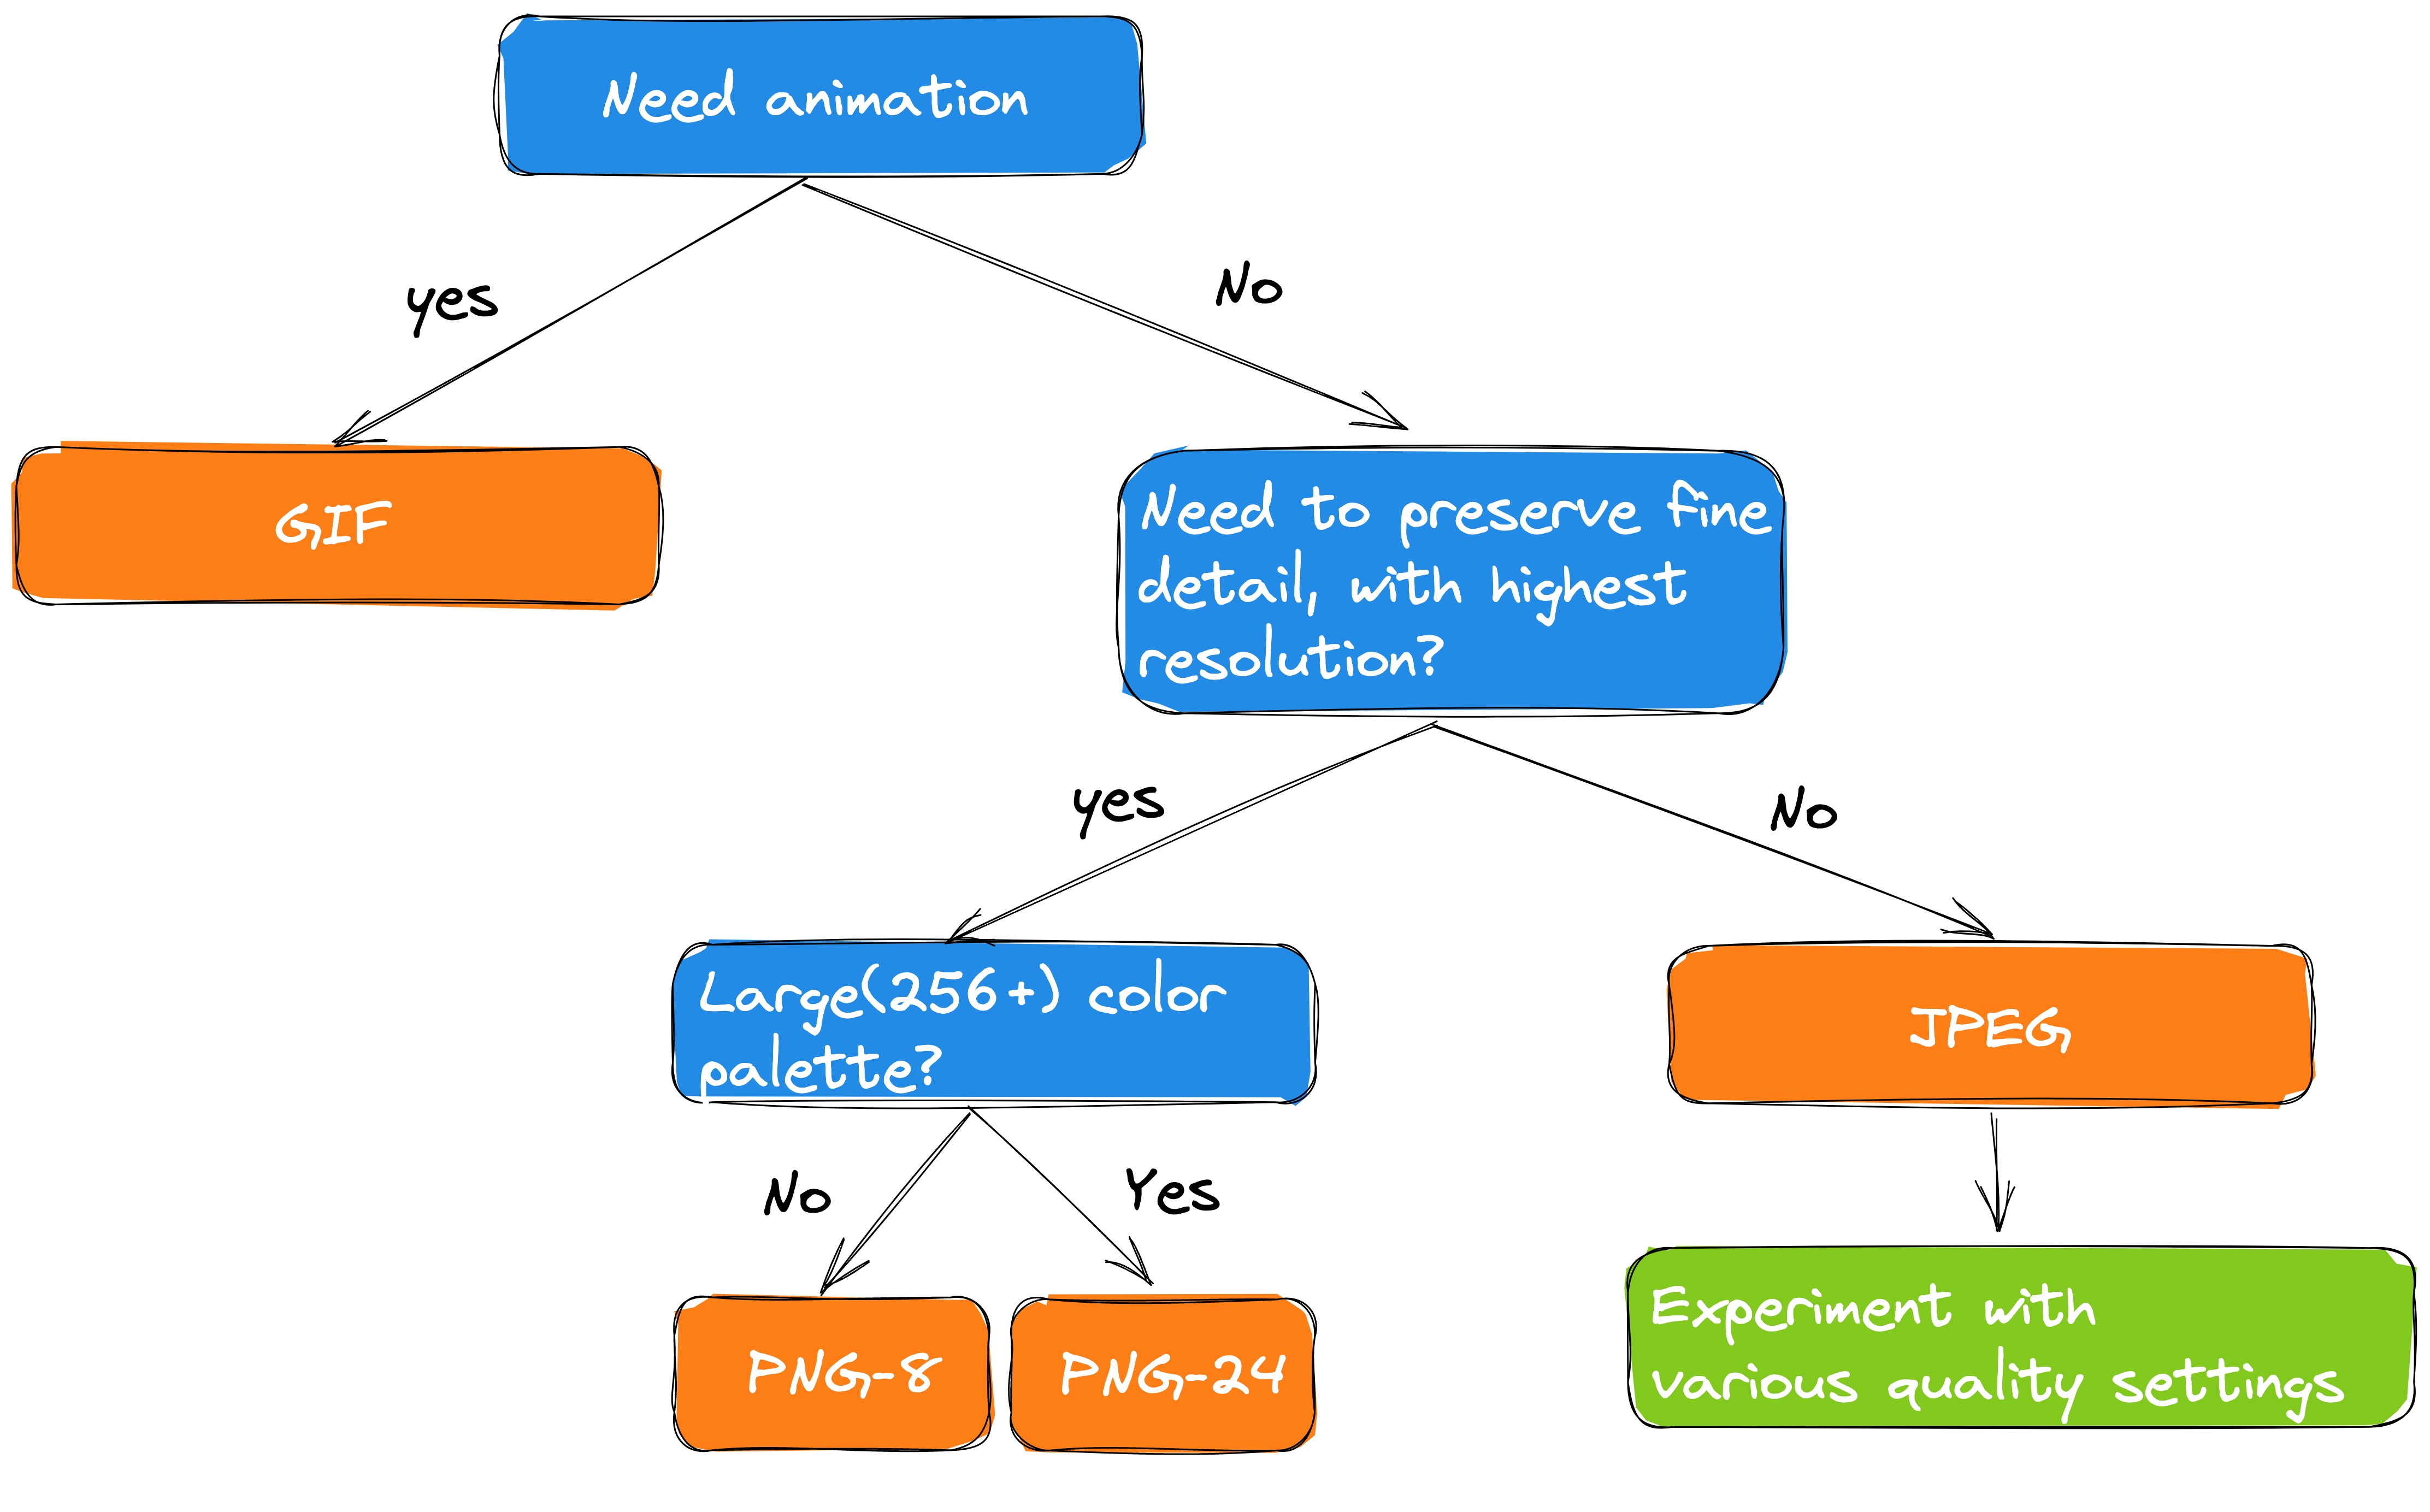 Need animation
yes
No
GIF
Need to preserve fine
detail, with highest
resolution?
yes
No
Large(256+) color
palette?
JPEG
No
Yes
PNG-8
PNG-24
Experiment with
various quality settings